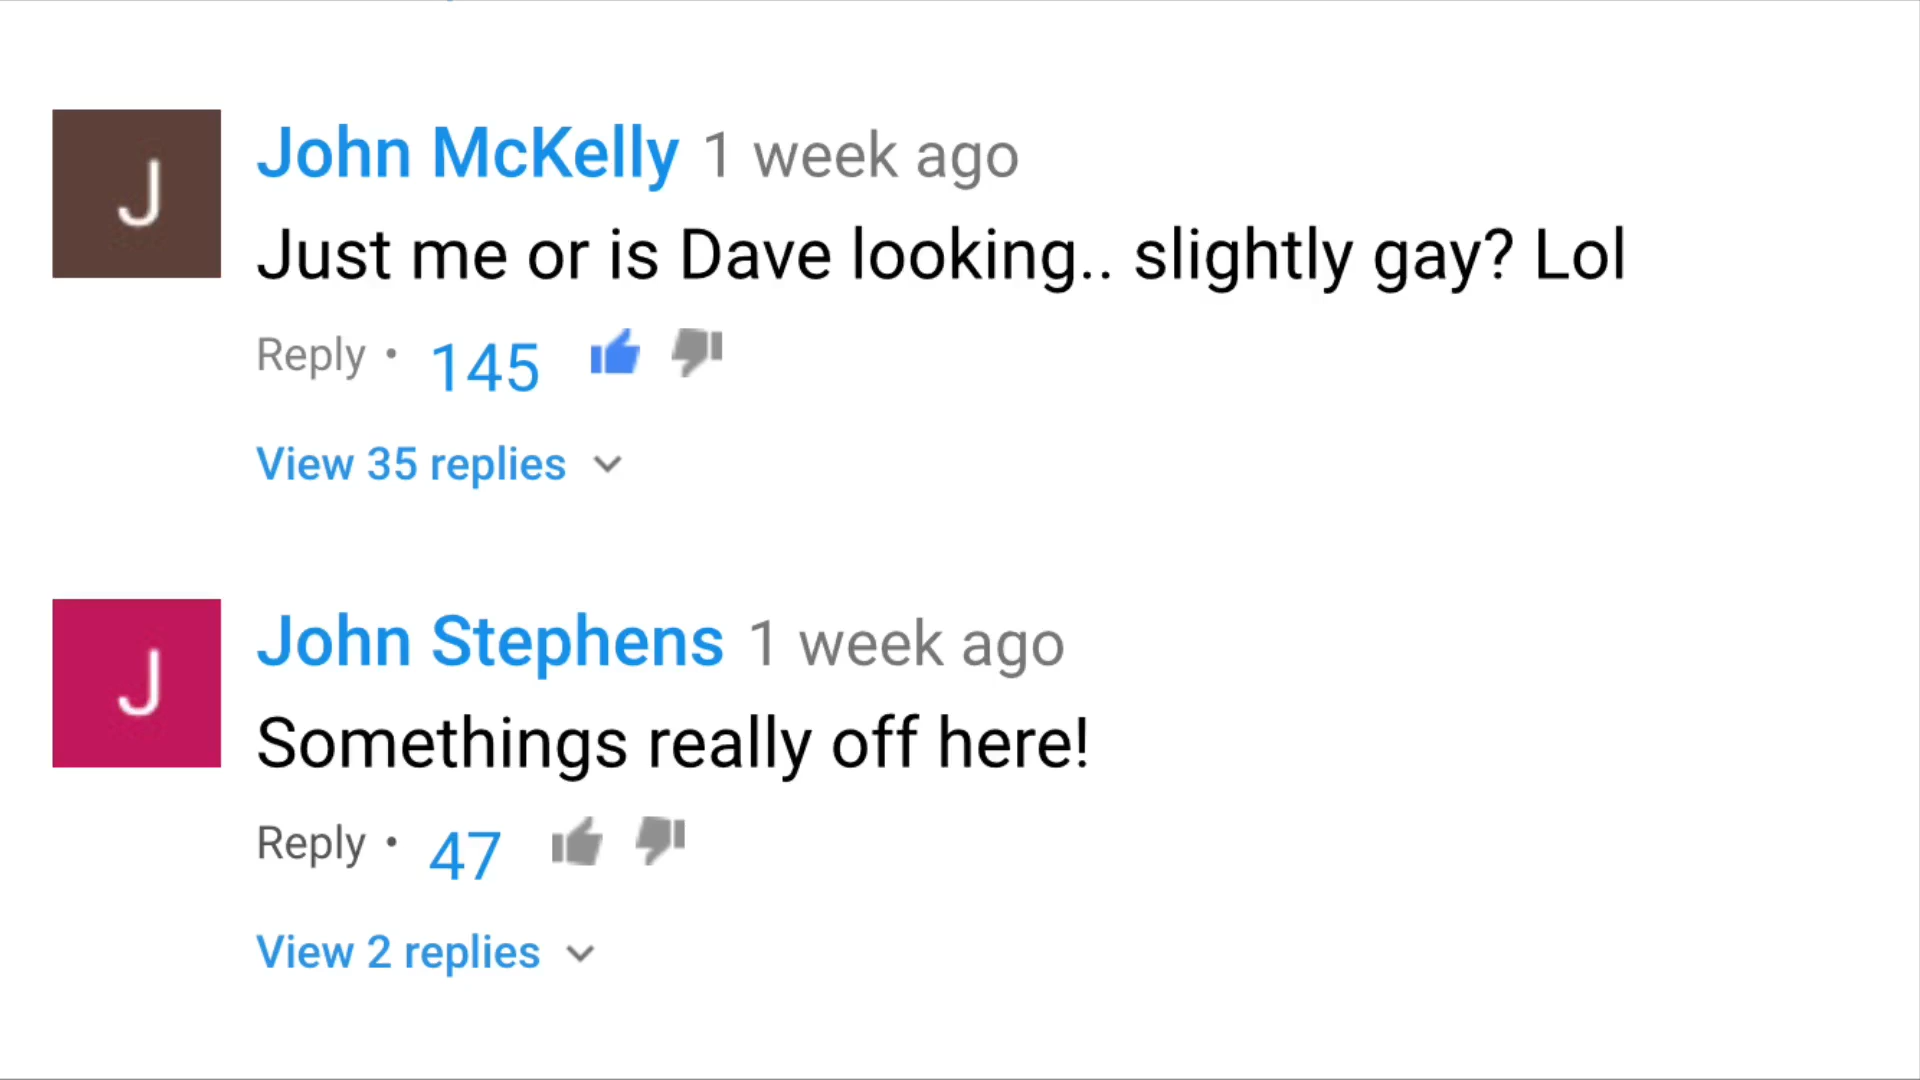 J
John McKelly 1 week ago
Just me or is Dave looking.. slightly gay? Lol
Reply • 145
View 35 replies
J
John Stephens 1 week ago
Somethings really off here!
Reply • 47
View 2 replies